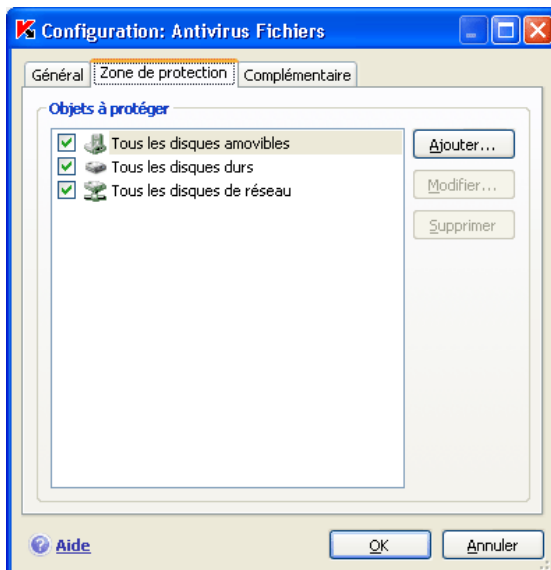 Configuration: Antivirus Fichiers
Général Zone de protection Complémentaire
Objets à protéger
Tous les disques amovibles
Tous les disques durs
Tous les disques de réseau
Ajouter...
Modifier...
Supprimer
Aide
OK
Annuler